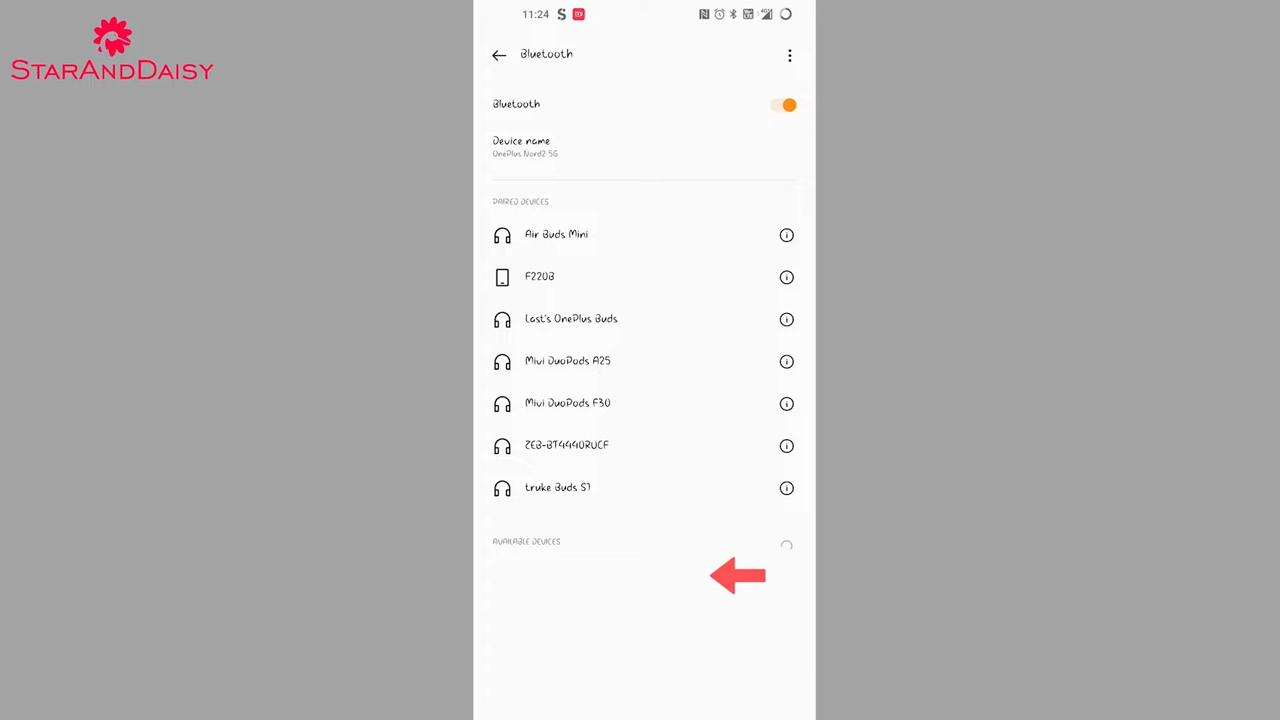 StarAndDaisy
11:24
Bluetooth
Bluetooth
Device name
OnePlus Nord2 5G
PAIRED DEVICES
Air Buds Mini
F220B
Last's OnePlus Buds
Mivi DuoPods A25
Mivi DuoPods F30
ZEB-BT4440RUCF
truke Buds S1
AVAILABLE DEVICES